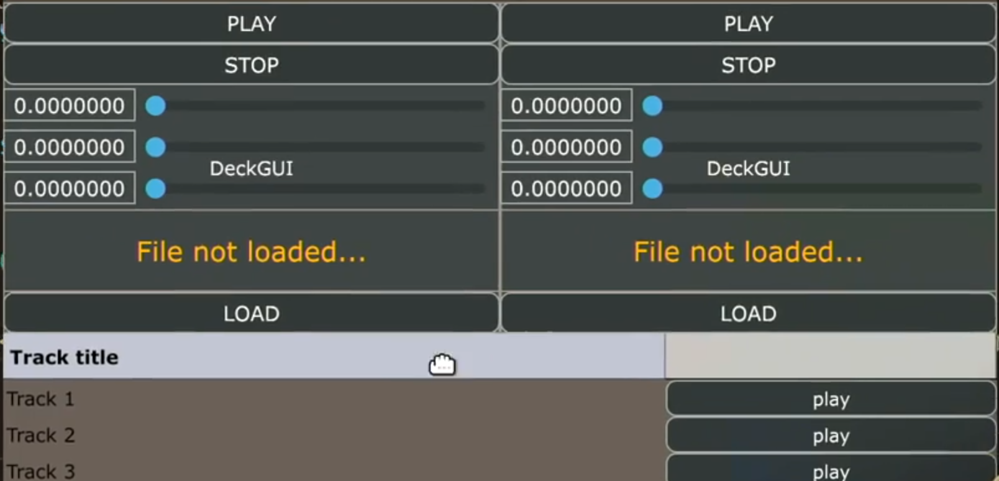 PLAY PLAY
STOP STOP
0.0000000 0.0000000
0.0000000 0.0000000
DeckGUI DeckGUI
0.0000000 0.0000000
File not loaded... File not loaded...
LOAD LOAD
Track title
Track 1 play
Track 2 play
Track 3 play